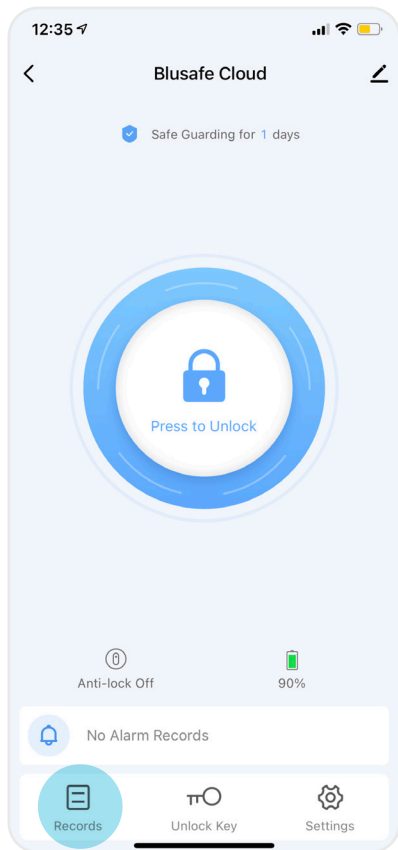 12:35
Blusafe Cloud
Safe Guarding for 1 days
Press to Unlock
Anti-lock Off
90%
No Alarm Records
Records
Unlock Key
Settings